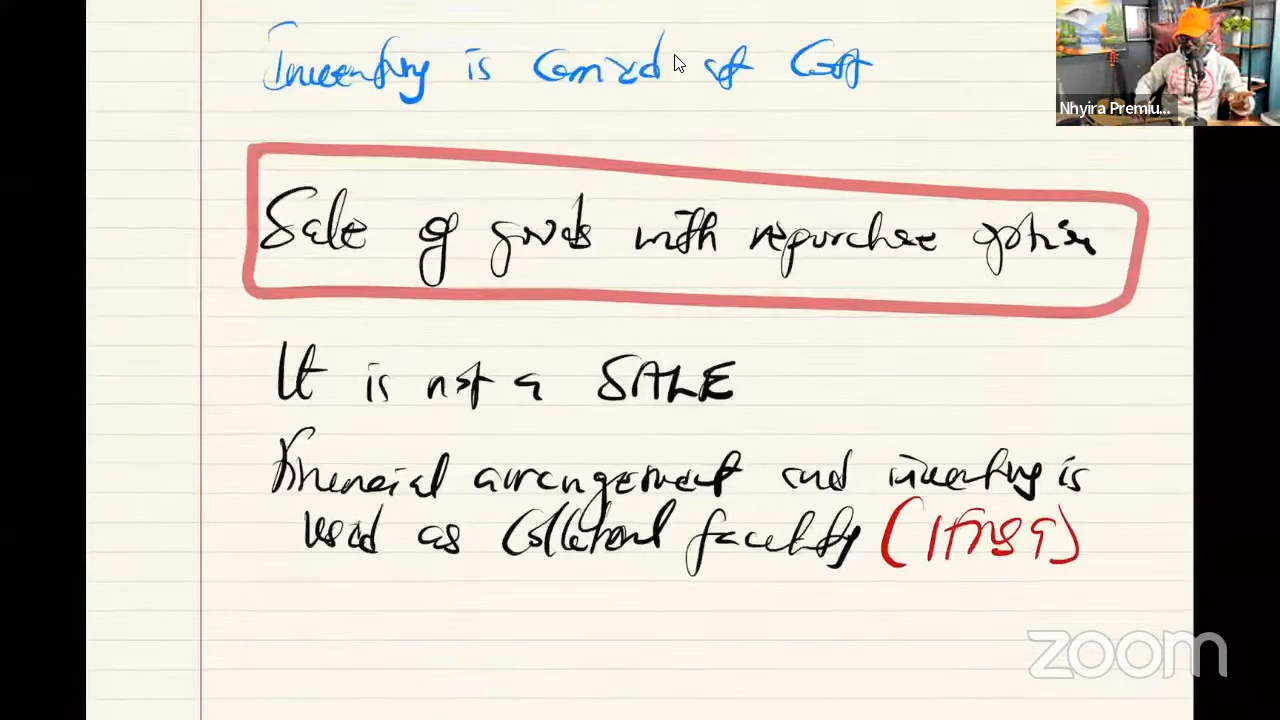 Inventory is carried at Cost
Nhyira Premiu...
Sale of goods with repurchase option
It is not a SALE
Financial arrangement and inventory is
used as Collateral facility (IFRS 9)
zoom